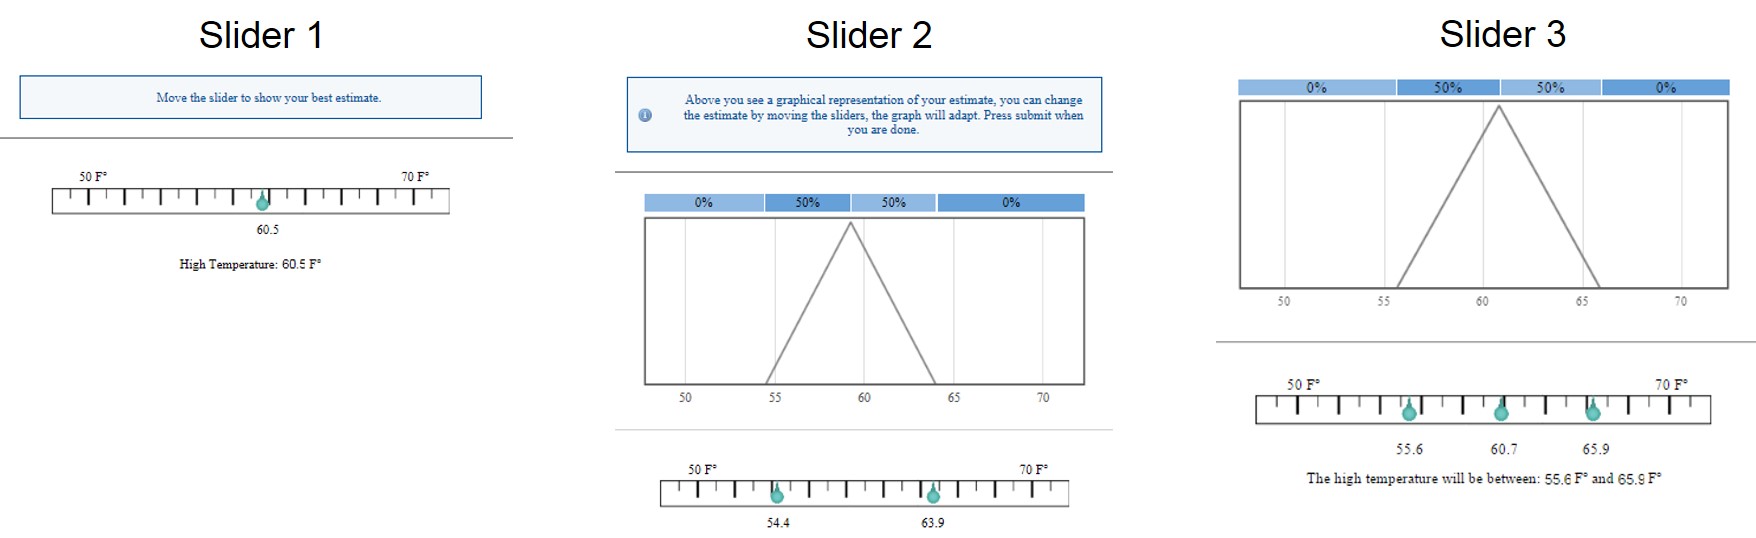 Slider 1
Move the slider to show your best estimate.
50 F°
70 F°
60.5
High Temperature: 60.5 F°
Slider 2
Above you see a graphical representation of your estimate, you can change
the estimate by moving the sliders, the graph will adapt. Press submit when
you are done.
0% 50% 50% 0%
50 55 60 65 70
50 F° 70 F°
54.4 63.9
Slider 3
0% 50% 50% 0%
50 55 60 65 70
50 F° 70 F°
55.6 60.7 65.9
The high temperature will be between: 55.6 F° and 65.9 F°